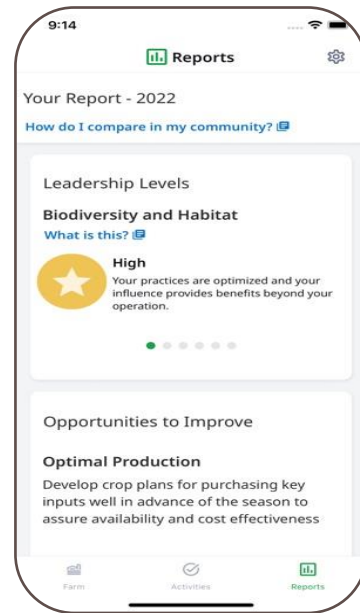 9:14
Reports
Your Report - 2022
How do I compare in my community?
Leadership Levels
Biodiversity and Habitat
What is this?
High
Your practices are optimized and your
influence provides benefits beyond your
operation.
Opportunities to Improve
Optimal Production
Develop crop plans for purchasing key
inputs well in advance of the season to
assure availability and cost effectiveness
Farm
Activities
Reports